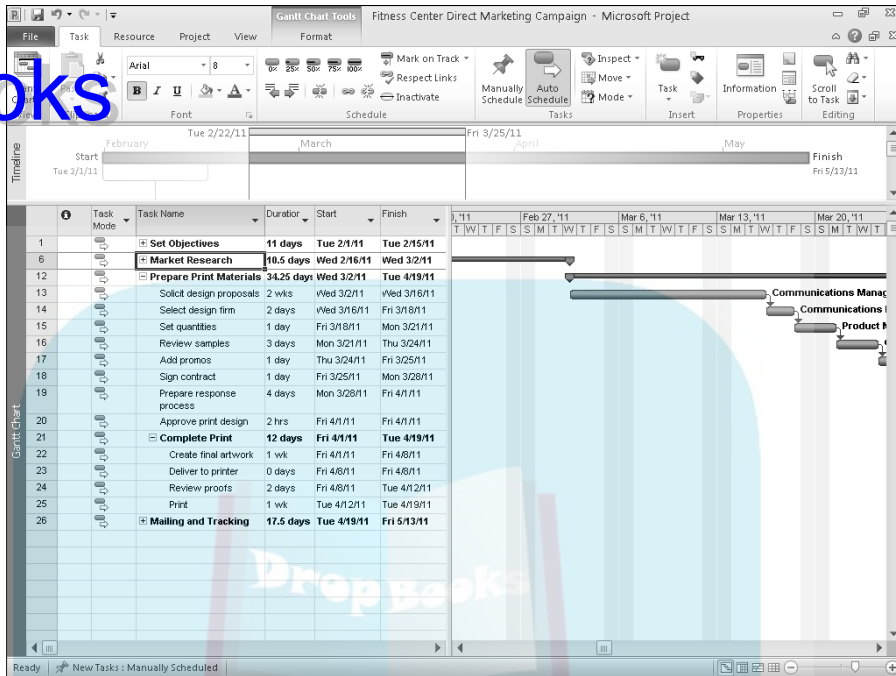 Gantt Chart Tools
Fitness Center Direct Marketing Campaign - Microsoft Project
File Task Resource Project View Format
Arial 8
0% 25% 50% 75% 100%
Mark on Track
Respect Links
Inactivate
Manually Schedule
Auto Schedule
Inspect
Move
Mode
Task
Information
Scroll to Task
B I U A
Font Schedule Tasks Insert Properties Editing
ooks
Timeline
Tue 2/22/11 Fri 3/25/11
February March April May
Start
Tue 2/1/11
Finish
Fri 5/13/11
Task Mode Task Name Duration Start Finish
, '11 Feb 27, '11 Mar 6, '11 Mar 13, '11 Mar 20, '11
T W T F S S M T W T F S S M T W T F S S M T W T F S S M T W T F
1 Set Objectives 11 days Tue 2/1/11 Tue 2/15/11
6 Market Research 10.5 days Wed 2/16/11 Wed 3/2/11
12 Prepare Print Materials 34.25 days Wed 3/2/11 Tue 4/19/11
13 Solicit design proposals 2 wks Wed 3/2/11 Wed 3/16/11
Communications Manag
14 Select design firm 2 days Wed 3/16/11 Fri 3/18/11
Communications
15 Set quantities 1 day Fri 3/18/11 Mon 3/21/11
Product M
16 Review samples 3 days Mon 3/21/11 Thu 3/24/11
17 Add promos 1 day Thu 3/24/11 Fri 3/25/11
18 Sign contract 1 day Fri 3/25/11 Mon 3/28/11
19 Prepare response process 4 days Mon 3/28/11 Fri 4/1/11
20 Approve print design 2 hrs Fri 4/1/11 Fri 4/1/11
21 Complete Print 12 days Fri 4/1/11 Tue 4/19/11
22 Create final artwork 1 wk Fri 4/1/11 Fri 4/8/11
23 Deliver to printer 0 days Fri 4/8/11 Fri 4/8/11
24 Review proofs 2 days Fri 4/8/11 Tue 4/12/11
25 Print 1 wk Tue 4/12/11 Tue 4/19/11
26 Mailing and Tracking 17.5 days Tue 4/19/11 Fri 5/13/11
Gantt Chart
DropBooks
Ready New Tasks : Manually Scheduled